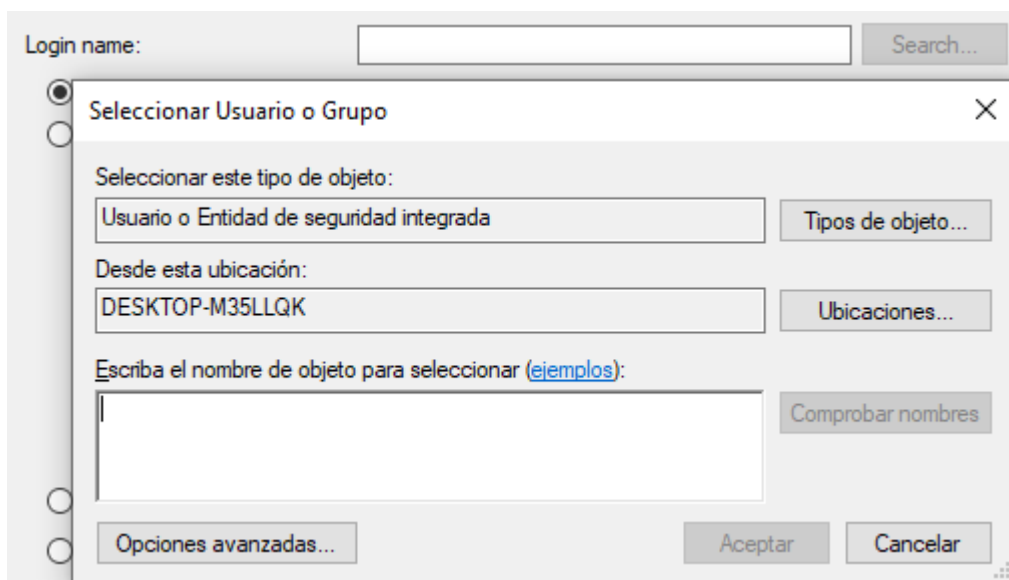 Login name:
Search...
Seleccionar Usuario o Grupo
Seleccionar este tipo de objeto:
Usuario o Entidad de seguridad integrada
Tipos de objeto...
Desde esta ubicación:
DESKTOP-M35LLQK
Ubicaciones...
Escriba el nombre de objeto para seleccionar (ejemplos):
Comprobar nombres
Opciones avanzadas...
Aceptar
Cancelar